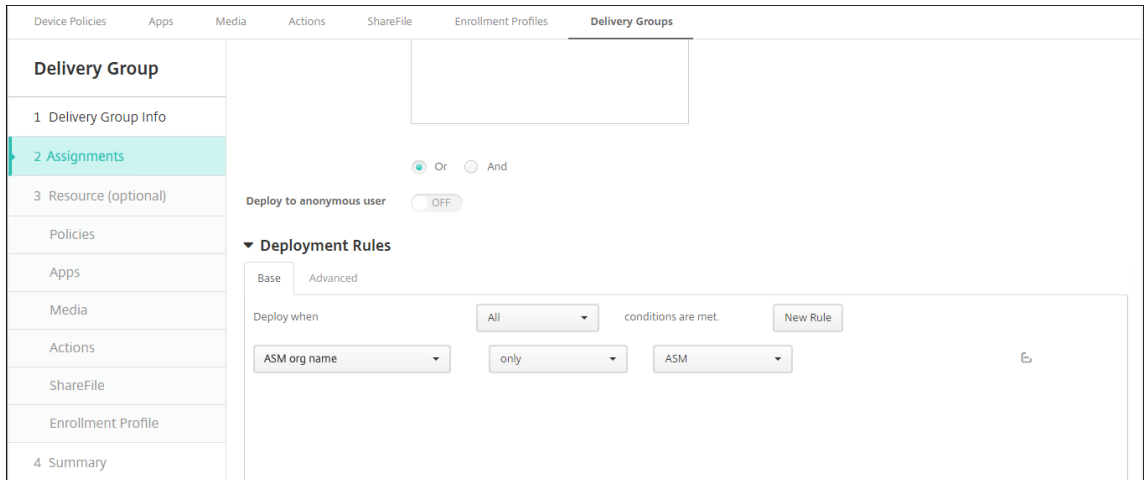 Device Policies Apps Media Actions ShareFile Enrollment Profiles Delivery Groups
Delivery Group
1 Delivery Group Info
2 Assignments
3 Resource (optional)
Policies
Apps
Media
Actions
ShareFile
Enrollment Profile
4 Summary
Or And
Deploy to anonymous user OFF
Deployment Rules
Base Advanced
Deploy when All conditions are met. New Rule
ASM org name only ASM